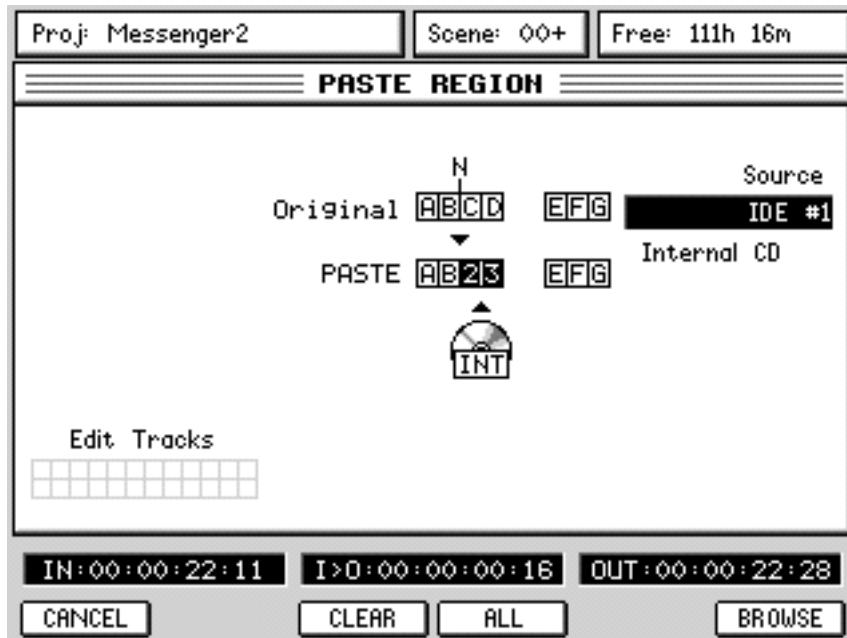 Proj: Messenger2
Scene: 00+
Free: 111h 16m
PASTE REGION
N
Original ABCD EFG
Source
IDE #1
Internal CD
PASTE AB23 EFG
INT
Edit Tracks
IN:00:00:22:11
I>O:00:00:00:16
OUT:00:00:22:28
CANCEL
CLEAR
ALL
BROWSE